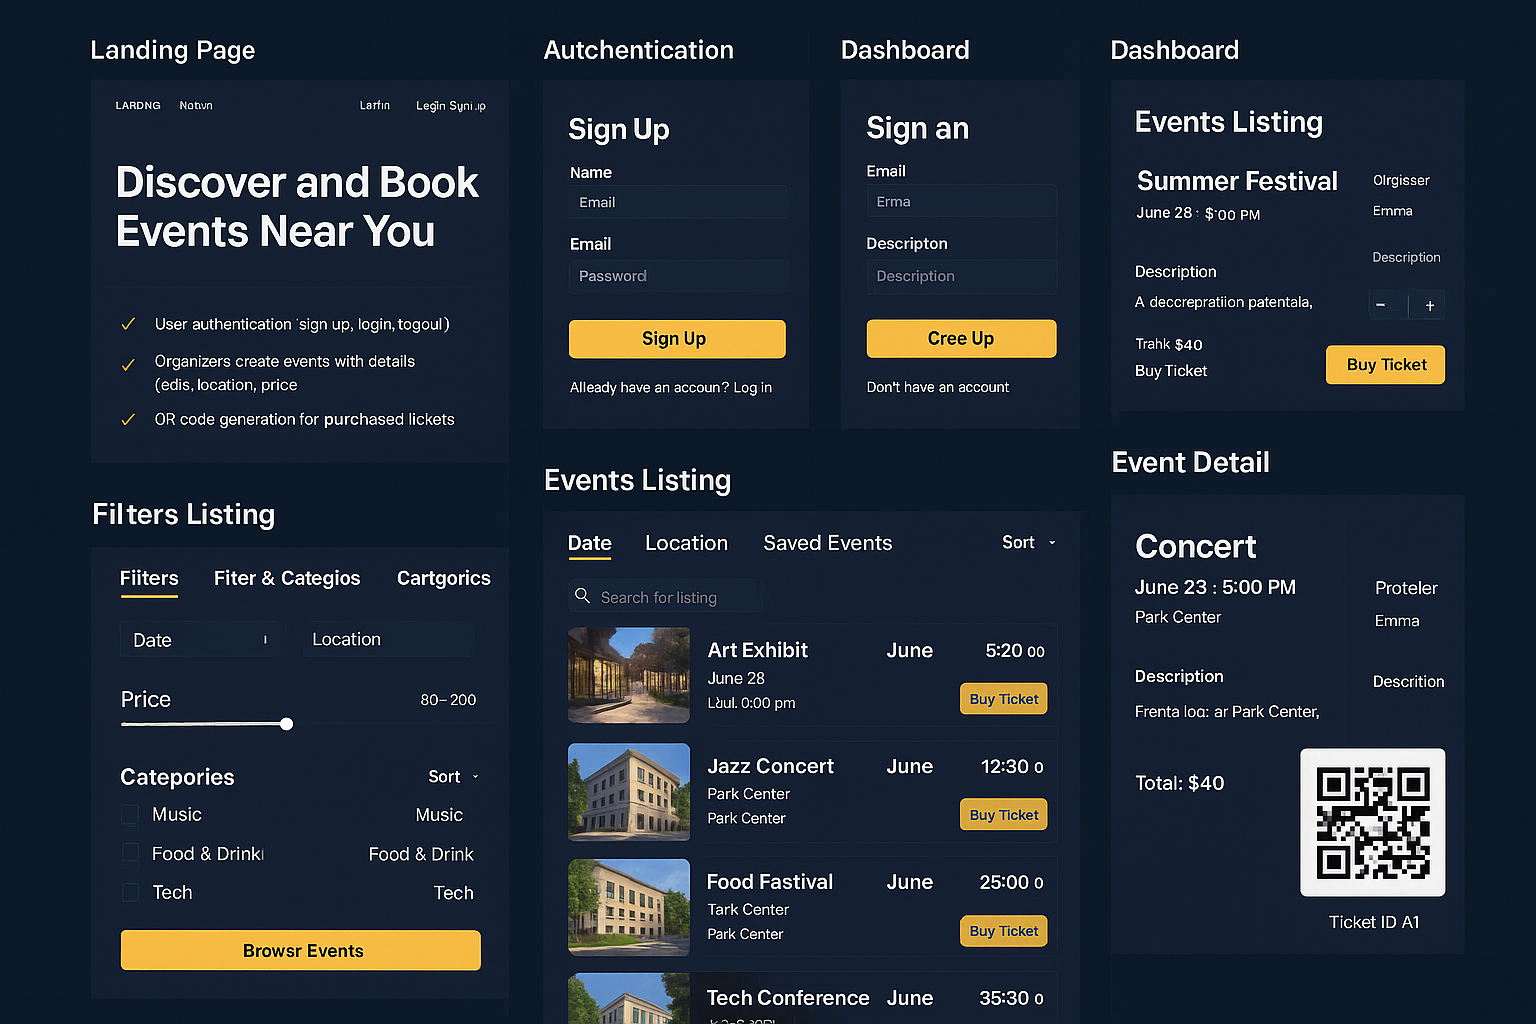 Landing Page
LARDNG Natwn Larfin Legin Syni.ip
Discover and Book
Events Near You
User authentication 'sign up, login, togoul)
Organizers create events with details
(edis, location, price
OR code generation for purchased lickets
Filters Listing
Fiiters Fiter & Categios Cartgorics
Date Location
Price 80–200
Catepories Sort
Music Music
Food & Drink Food & Drink
Tech Tech
Browsr Events
Autchentication
Sign Up
Name
Email
Email
Password
Sign Up
Alleady have an accoun? Log in
Dashboard
Sign an
Email
Erma
Descripton
Description
Cree Up
Don't have an account
Events Listing
Date Location Saved Events Sort
Search for listing
Art Exhibit June 5:20 00
June 28
0:00 pm Buy Ticket
Jazz Concert June 12:30 0
Park Center
Park Center Buy Ticket
Food Fastival June 25:00 0
Tark Center
Park Center Buy Ticket
Tech Conference June 35:30 0
Dashboard
Events Listing
Summer Festival Olrgisser
June 28 : $:00 PM Emma
Description
Description
A deccrepratiion patentala,
− +
Trahk $40
Buy Ticket Buy Ticket
Event Detail
Concert
June 23 : 5:00 PM Proteler
Park Center Emma
Description Descrition
Frenta loa: ar Park Center,
Total: $40
Ticket ID A1